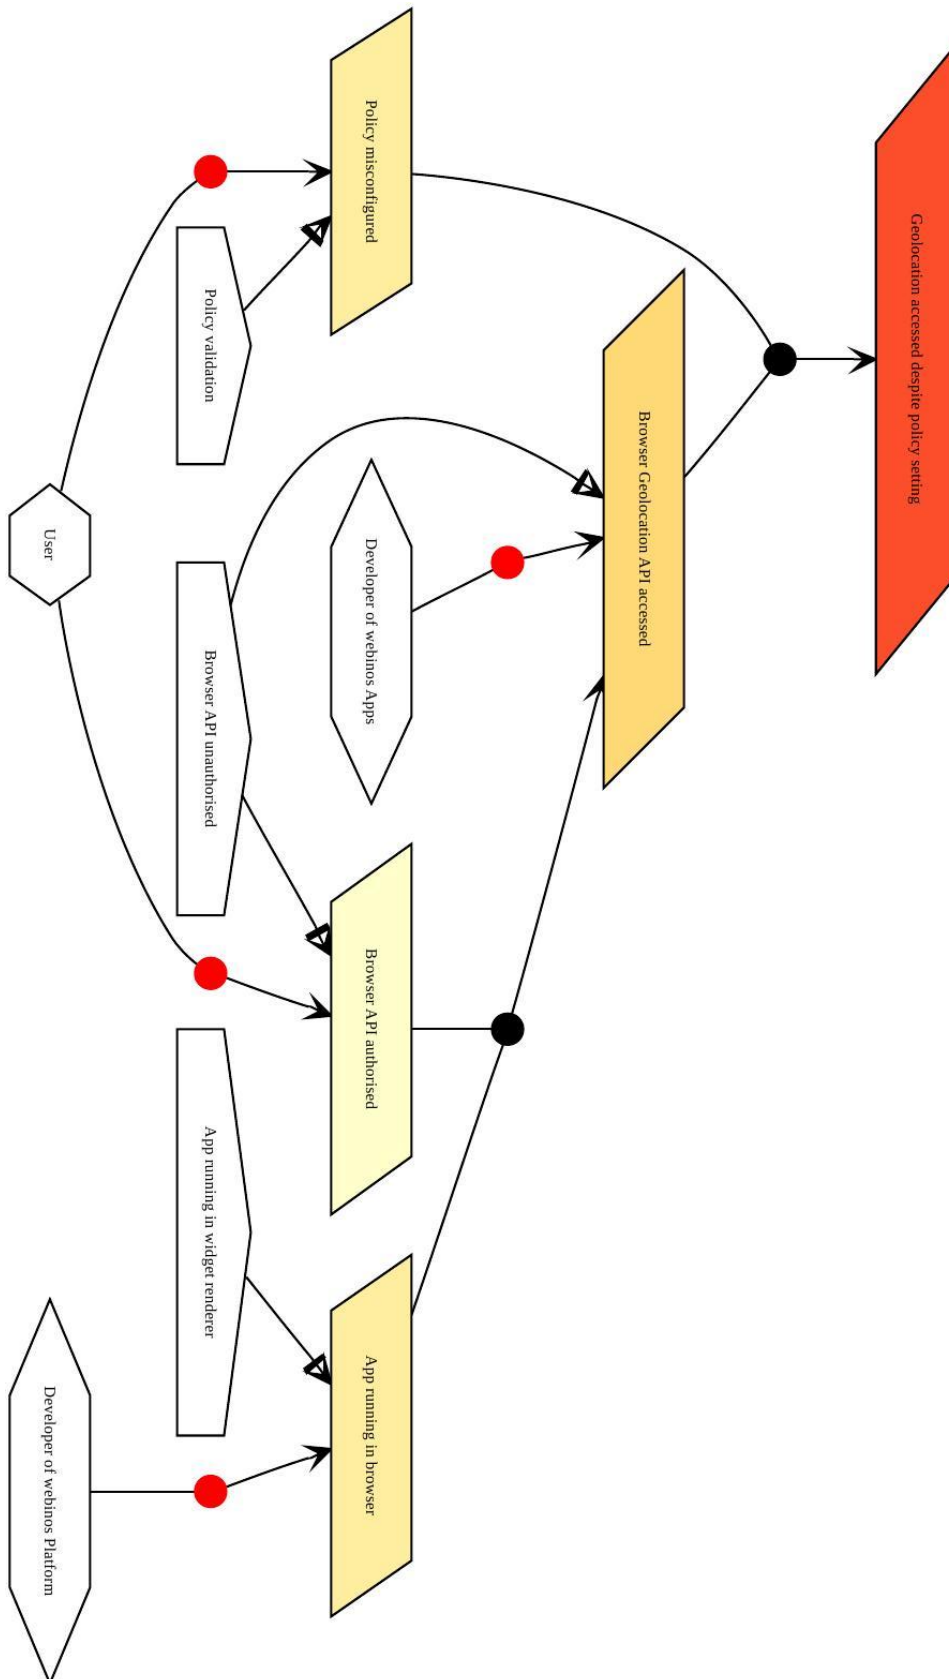 Geolocation accessed despite policy setting
Browser Geolocation API accessed
Policy misconfigured
Developer of webinos Apps
Browser API authorised
App running in browser
Policy validation
Browser API unauthorised
App running in widget renderer
User
Developer of webinos Platform